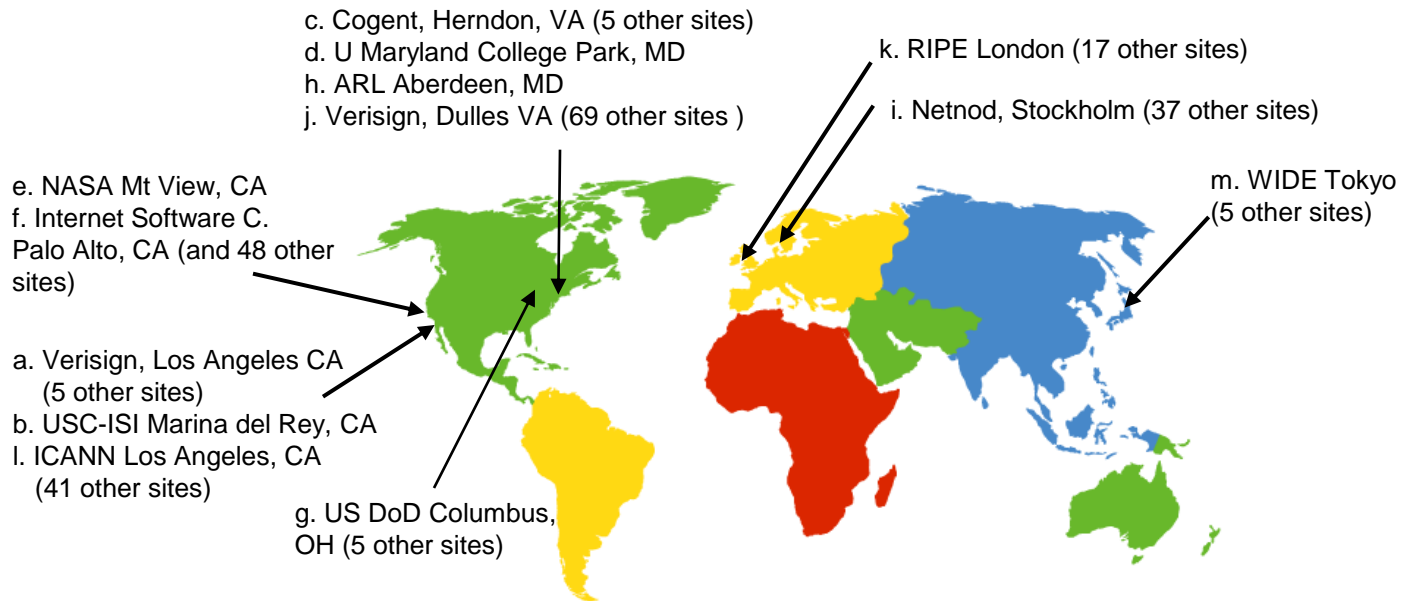 c. Cogent, Herndon, VA (5 other sites)
d. U Maryland College Park, MD
h. ARL Aberdeen, MD
j. Verisign, Dulles VA (69 other sites )
k. RIPE London (17 other sites)
i. Netnod, Stockholm (37 other sites)
m. WIDE Tokyo
(5 other sites)
e. NASA Mt View, CA
f. Internet Software C.
Palo Alto, CA (and 48 other
sites)
a. Verisign, Los Angeles CA
(5 other sites)
b. USC-ISI Marina del Rey, CA
l. ICANN Los Angeles, CA
(41 other sites)
g. US DoD Columbus,
OH (5 other sites)